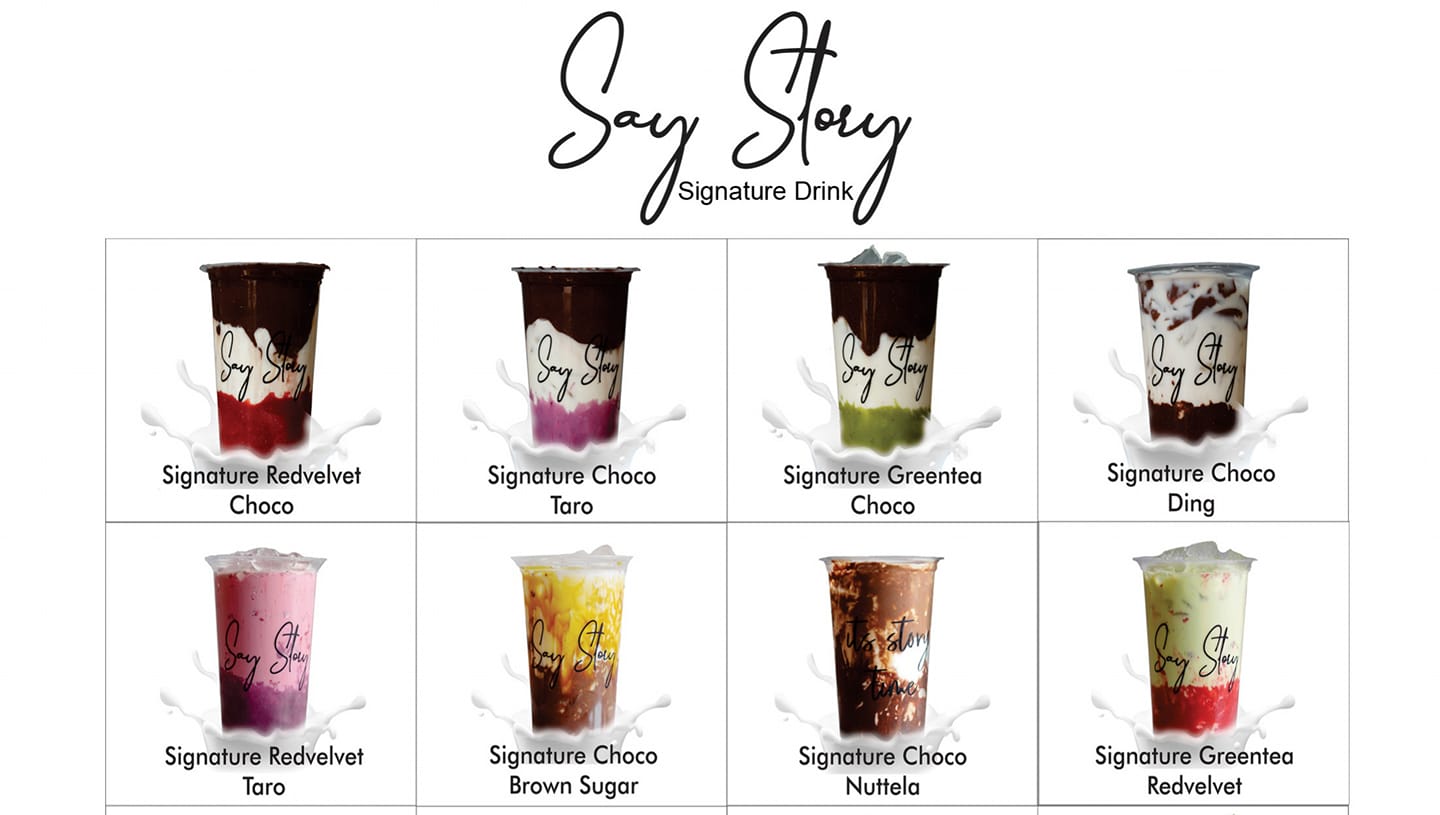 Say Story
Signature Drink
Say Story
Say Story
Say Story
Say Story
Signature Redvelvet
Choco
Signature Choco
Taro
Signature Greentea
Choco
Signature Choco
Ding
Say Story
Say Story
its story
time
Say Story
Signature Redvelvet
Taro
Signature Choco
Brown Sugar
Signature Choco
Nuttela
Signature Greentea
Redvelvet